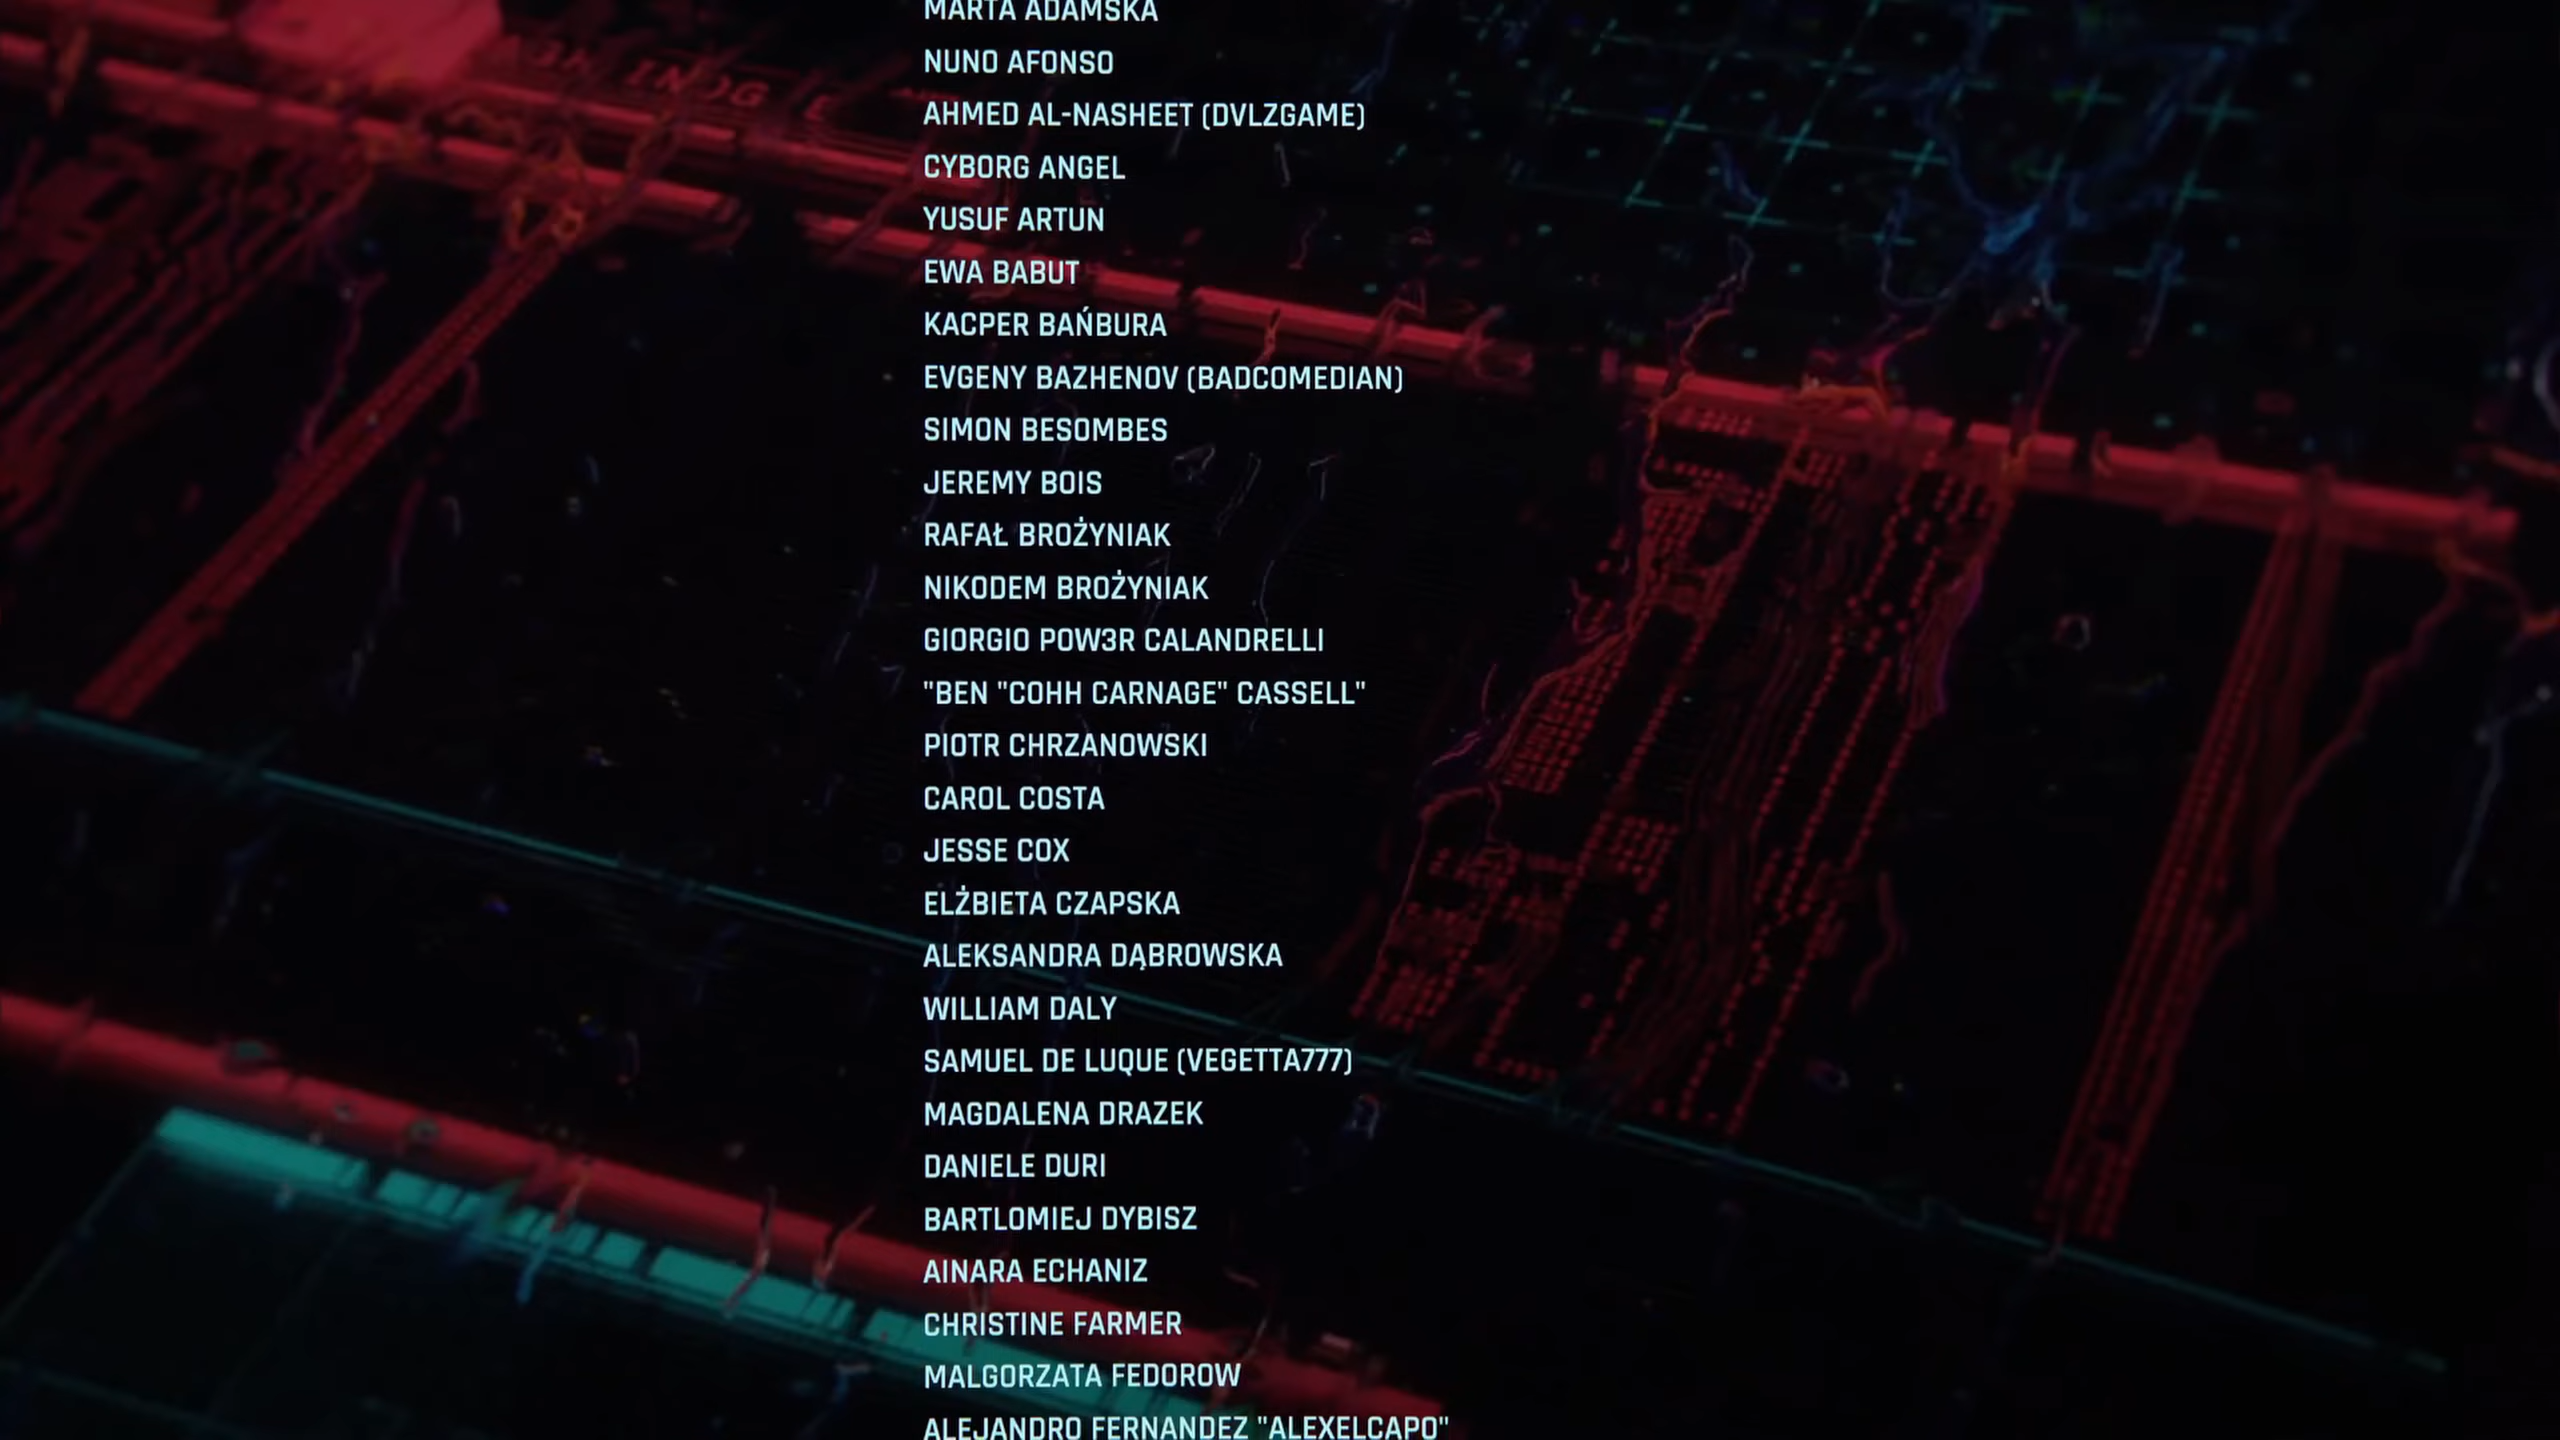 MARTA ADAMSKA
NUNO AFONSO
AHMED AL-NASHEET (DVLZGAME)
CYBORG ANGEL
YUSUF ARTUN
EWA BABUT
KACPER BAŃBURA
EVGENY BAZHENOV (BADCOMEDIAN)
SIMON BESOMBES
JEREMY BOIS
RAFAŁ BROŻYNIAK
NIKODEM BROŻYNIAK
GIORGIO POW3R CALANDRELLI
"BEN "COHH CARNAGE" CASSELL"
PIOTR CHRZANOWSKI
CAROL COSTA
JESSE COX
ELŻBIETA CZAPSKA
ALEKSANDRA DĄBROWSKA
WILLIAM DALY
SAMUEL DE LUQUE (VEGETTA777)
MAGDALENA DRAZEK
DANIELE DURI
BARTLOMIEJ DYBISZ
AINARA ECHANIZ
CHRISTINE FARMER
MALGORZATA FEDOROW
ALEJANDRO FERNANDEZ "ALEXELCAPO"